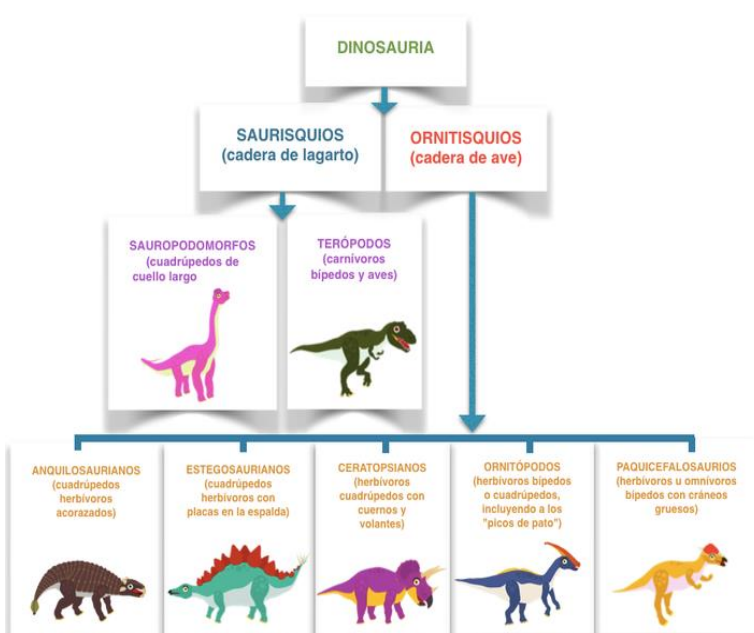 DINOSAURIA
SAURISQUIOS
(cadera de lagarto)
ORNITISQUIOS
(cadera de ave)
SAUROPODOMORFOS
(cuadrúpedos de
cuello largo
TERÓPODOS
(carnívoros
bípedos y aves)
ANQUILOSAURIANOS
(cuadrúpedos
herbívoros
acorazados)
ESTEGOSAURIANOS
(cuadrúpedos
herbívoros con
placas en la espalda)
CERATOPSIANOS
(herbívoros
cuadrúpedos con
cuernos y
volantes)
ORNITÓPODOS
(herbívoros bípedos
o cuadrúpedos,
incluyendo a los
"picos de pato")
PAQUICEFALOSAURIOS
(herbívoros u omnívoros
bípedos con cráneos
gruesos)